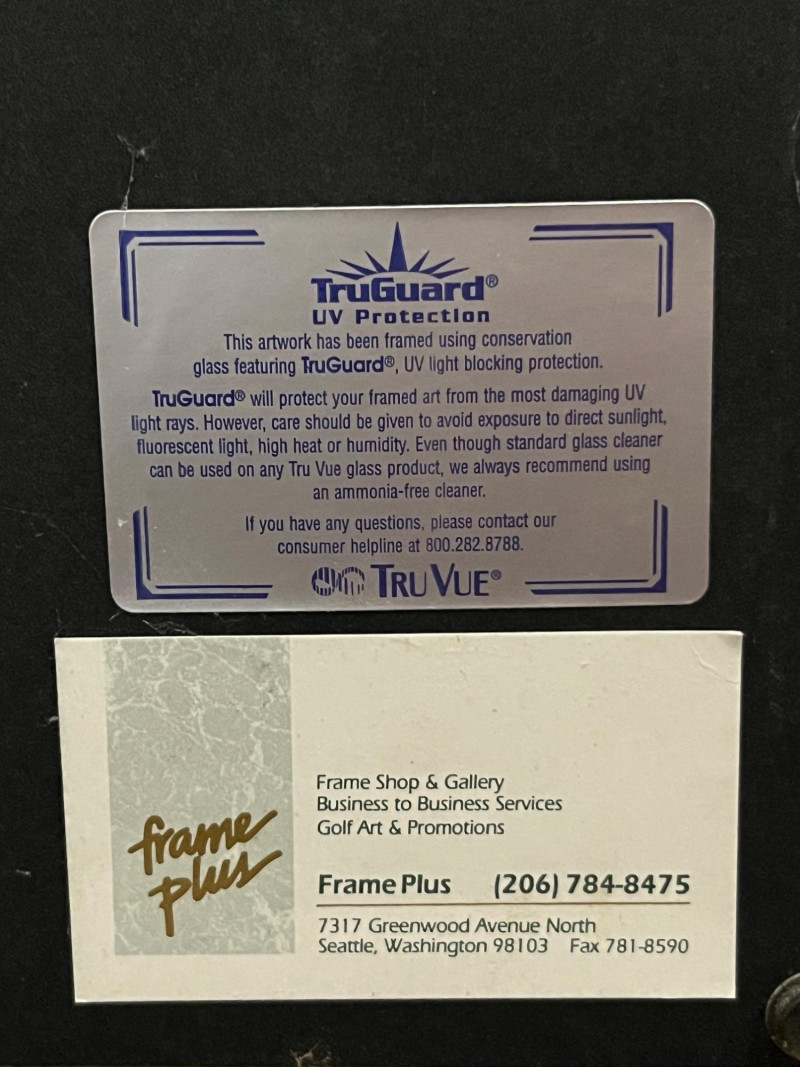 TruGuard®
UV Protection
This artwork has been framed using conservation
glass featuring TruGuard®, UV light blocking protection.
TruGuard® will protect your framed art from the most damaging UV
light rays. However, care should be given to avoid exposure to direct sunlight,
fluorescent light, high heat or humidity. Even though standard glass cleaner
can be used on any Tru Vue glass product, we always recommend using
an ammonia-free cleaner.
If you have any questions, please contact our
consumer helpline at 800.282.8788.
TRU VUE®
frame
plus
Frame Shop & Gallery
Business to Business Services
Golf Art & Promotions
Frame Plus (206) 784-8475
7317 Greenwood Avenue North
Seattle, Washington 98103 Fax 781-8590